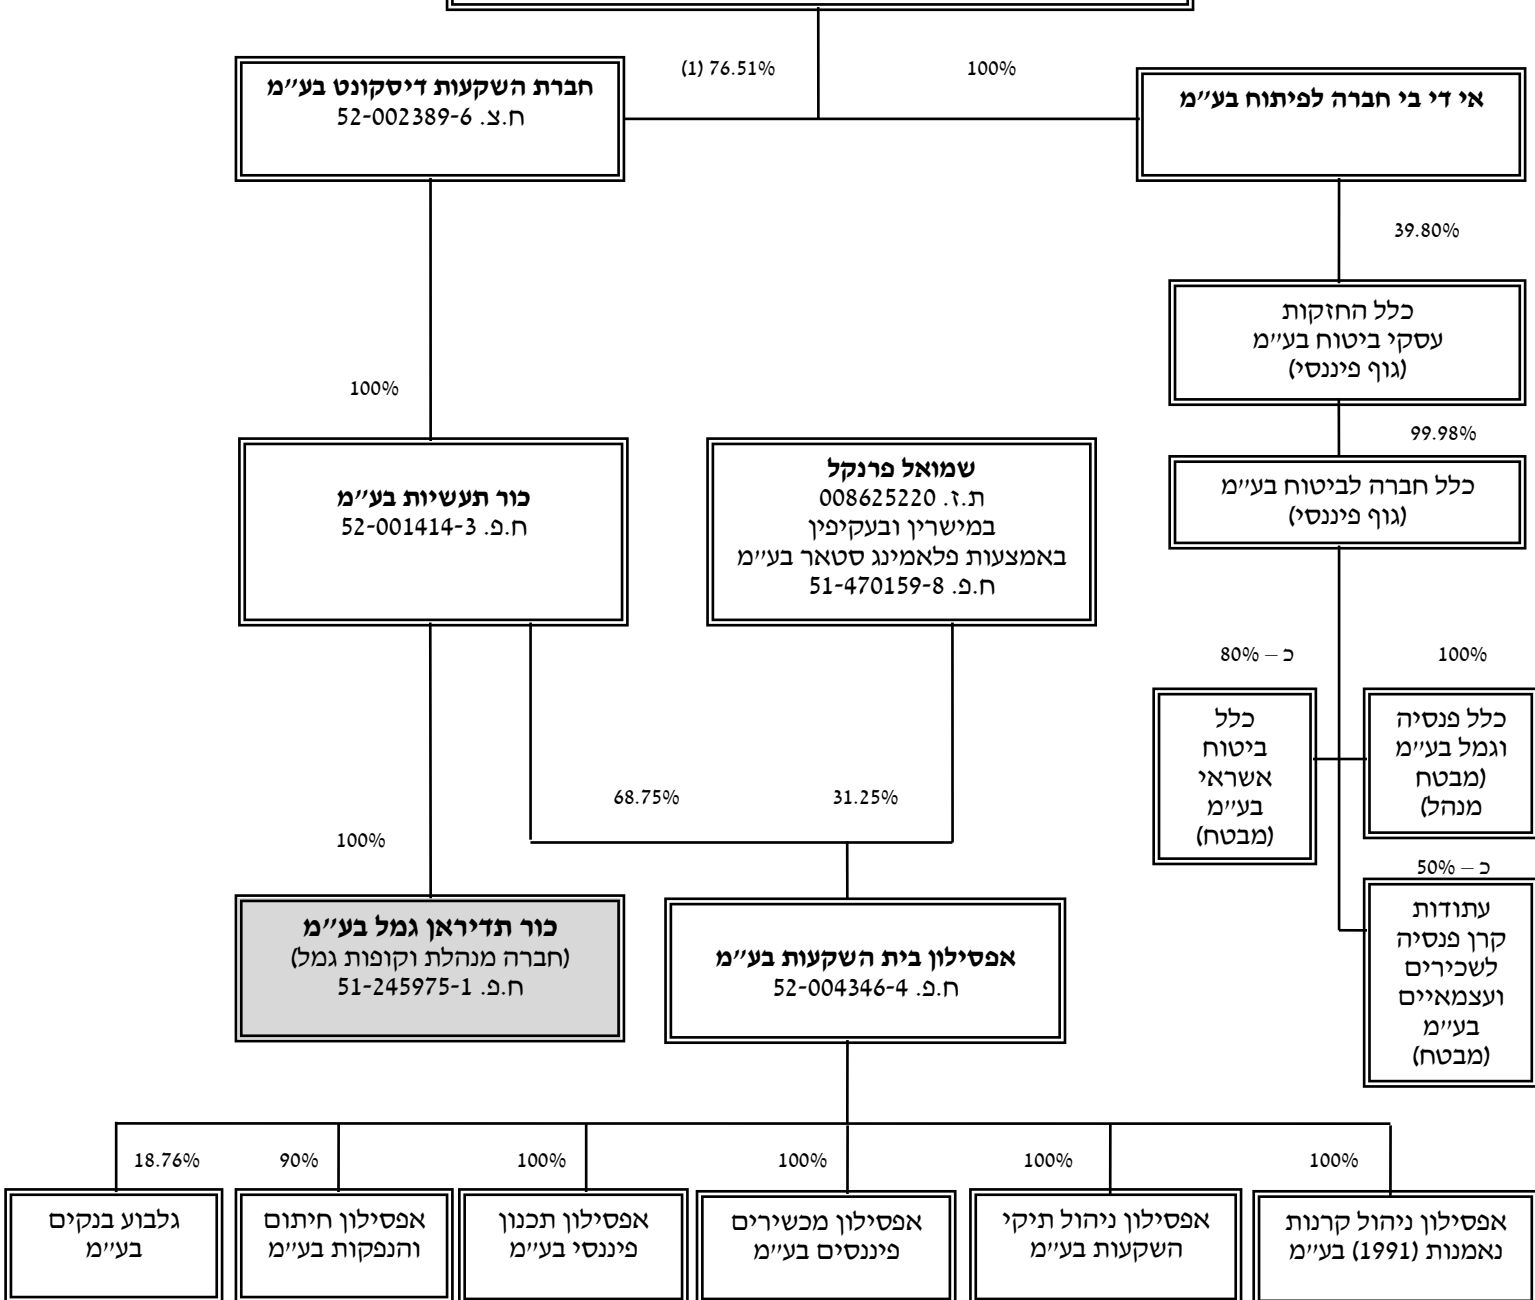 100%
76.51% (1)
אי די בי חברה לפיתוח בע״מ
חברת השקעות דיסקונט בע״מ
ח.צ. 52-002389-6
39.80%
כלל החזקות
עסקי ביטוח בע״מ
(גוף פיננסי)
100%
99.98%
כלל חברה לביטוח בע״מ
(גוף פיננסי)
שמואל פרנקל
ת.ז. 008625220
במישרין ובעקיפין
באמצעות פלאמינג סטאר בע״מ
ח.פ. 51-470159-8
כור תעשיות בע״מ
ח.פ. 52-001414-3
100%
כ – 80%
כלל פנסיה
וגמל בע״מ
(מבטח
מנהל)
כלל
ביטוח
אשראי
בע״מ
(מבטח)
31.25%
68.75%
100%
כ – 50%
עתודות
קרן פנסיה
לשכירים
ועצמאיים
בע״מ
(מבטח)
אפסילון בית השקעות בע״מ
ח.פ. 52-004346-4
כור תדיראן גמל בע״מ
(חברה מנהלת וקופות גמל)
ח.פ. 51-245975-1
100%
100%
100%
100%
90%
18.76%
אפסילון ניהול קרנות
נאמנות (1991) בע״מ
אפסילון ניהול תיקי
השקעות בע״מ
אפסילון מכשירים
פיננסים בע״מ
אפסילון תכנון
פיננסי בע״מ
אפסילון חיתום
והנפקות בע״מ
גלבוע בנקים
בע״מ